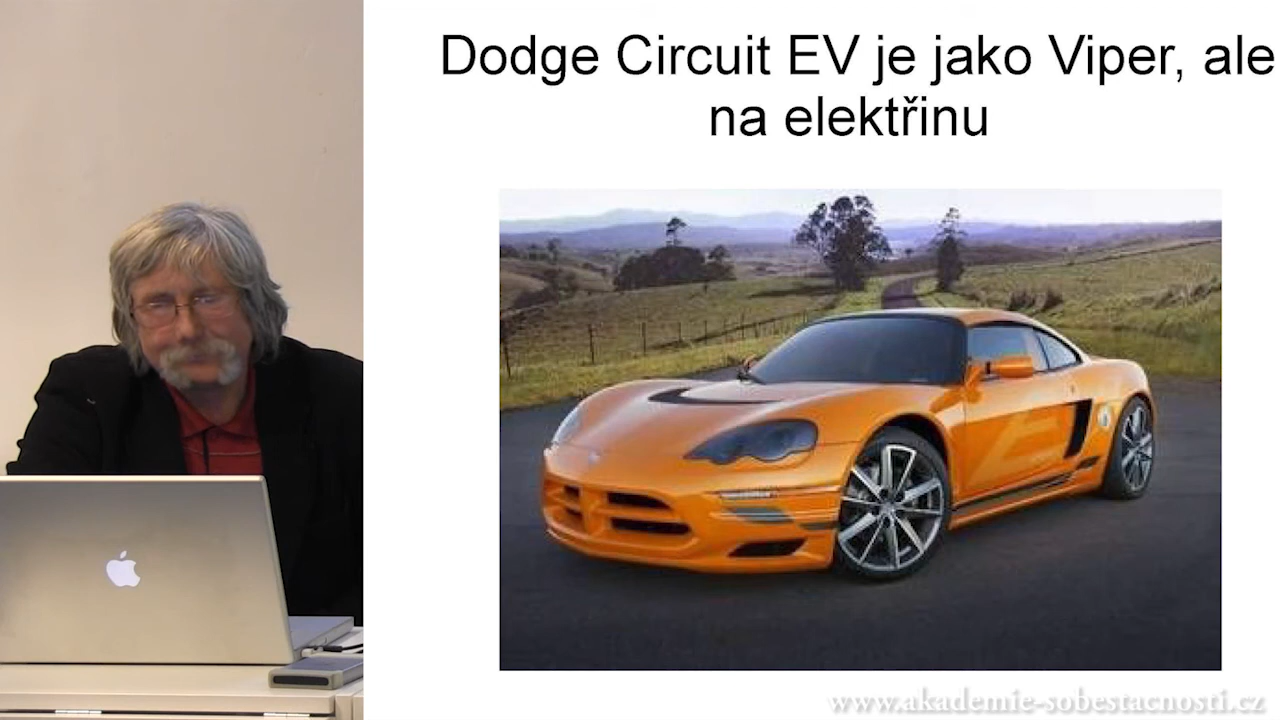 Dodge Circuit EV je jako Viper, ale
na elektřinu
www.akademie-sobestacnosti.cz